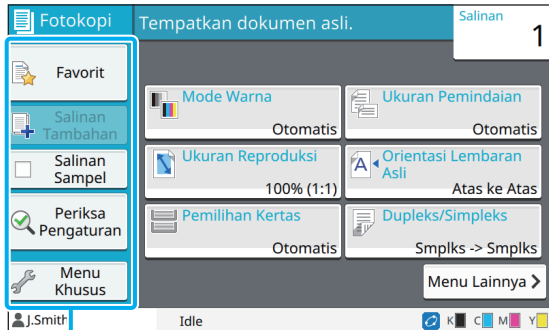 Fotokopi
Tempatkan dokumen asli.
Salinan
1
Favorit
Salinan
Tambahan
Salinan
Sampel
Periksa
Pengaturan
Menu
Khusus
Mode Warna
Otomatis
Ukuran Pemindaian
Otomatis
Ukuran Reproduksi
100% (1:1)
A
Orientasi Lembaran
Asli
Atas ke Atas
Pemilihan Kertas
Otomatis
Dupleks/Simpleks
Smplks -> Smplks
Menu Lainnya
J.Smith
Idle
K C M Y